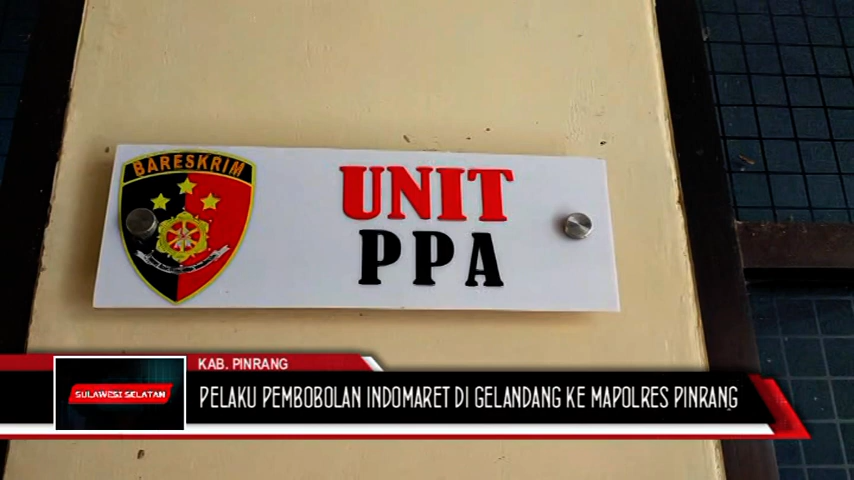 BARESKRIM
UNIT
PPA
KAB. PINRANG
SULAWESI SELATAN
PELAKU PEMBOBOLAN INDOMARET DI GELANDANG KE MAPOLRES PINRANG